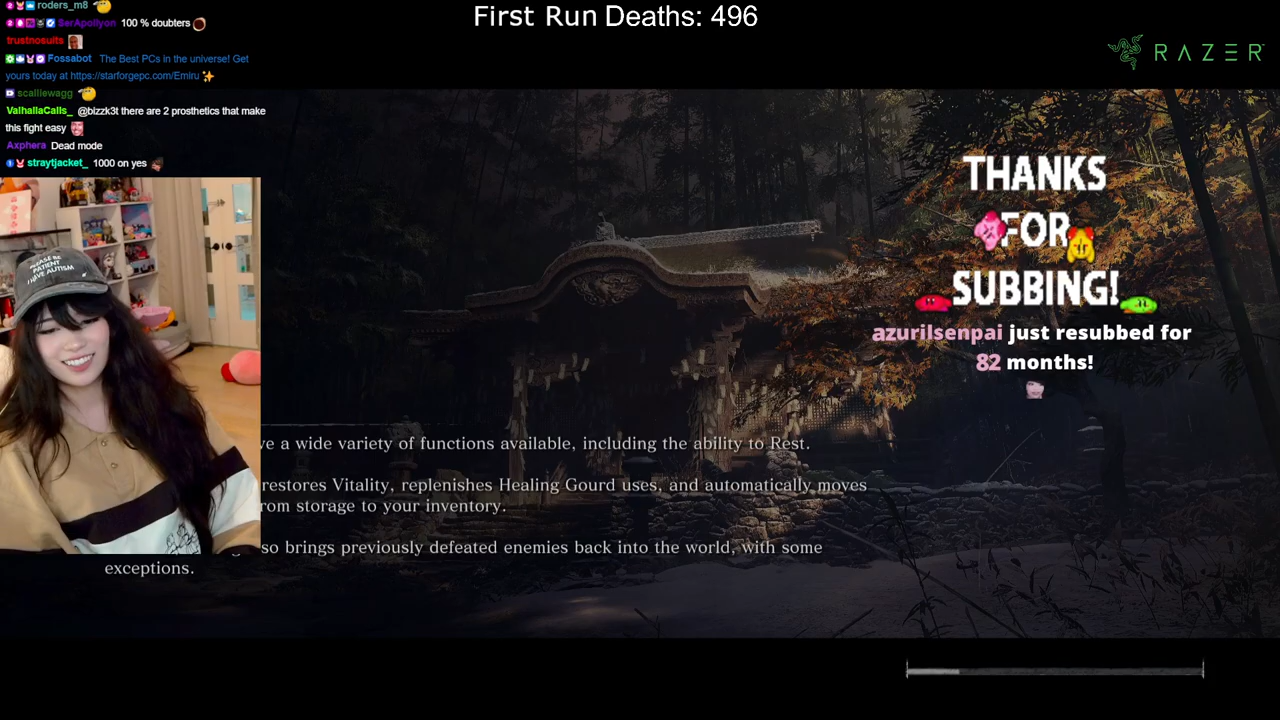 roders_m8
First Run Deaths: 496
SerApollyon 100 % doubters
trustnosuits
RAZER
Fossabot The Best PCs in the universe! Get
yours today at https://starforgepc.com/Emiru
scalliewagg
ValhallaCalls_ @bizzk3t there are 2 prosthetics that make
this fight easy
Axphera Dead mode
straytjacket_ 1000 on yes
PLEASE BE
PATIENT
I HAVE AUTISM
THANKS
FOR
SUBBING!
azurilsenpai just resubbed for
82 months!
ve a wide variety of functions available, including the ability to Rest.
restores Vitality, replenishes Healing Gourd uses, and automatically moves
rom storage to your inventory.
so brings previously defeated enemies back into the world, with some
exceptions.